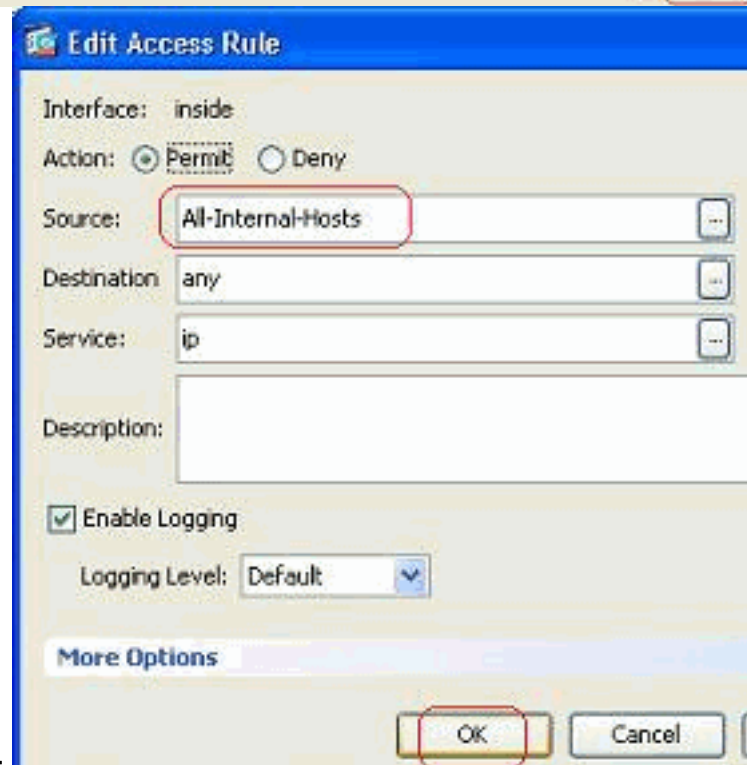 Edit Access Rule
Interface: inside
Action: Permit Deny
Source: All-Internal-Hosts ...
Destination any ...
Service: ip ...
Description:
Enable Logging
Logging Level: Default
More Options
OK Cancel